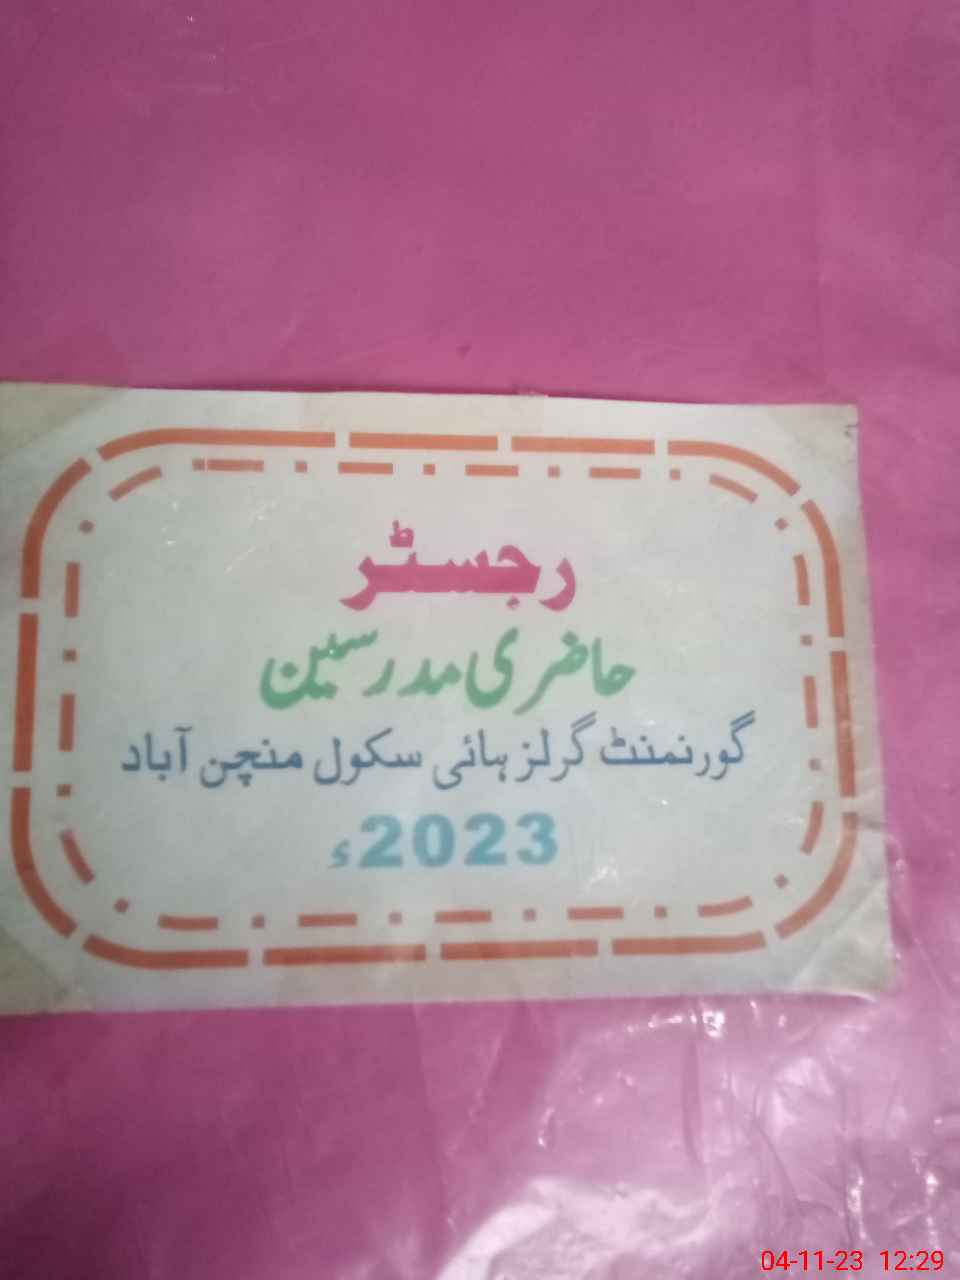 رجسٹر
حاضری مدرسین
گورنمنٹ گرلز ہائی سکول منچن آباد
2023ء
04-11-23 12:29